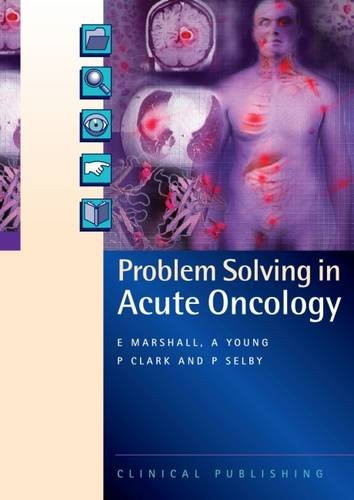 Problem Solving in
Acute Oncology
E MARSHALL, A YOUNG
P CLARK AND P SELBY
CLINICAL PUBLISHING